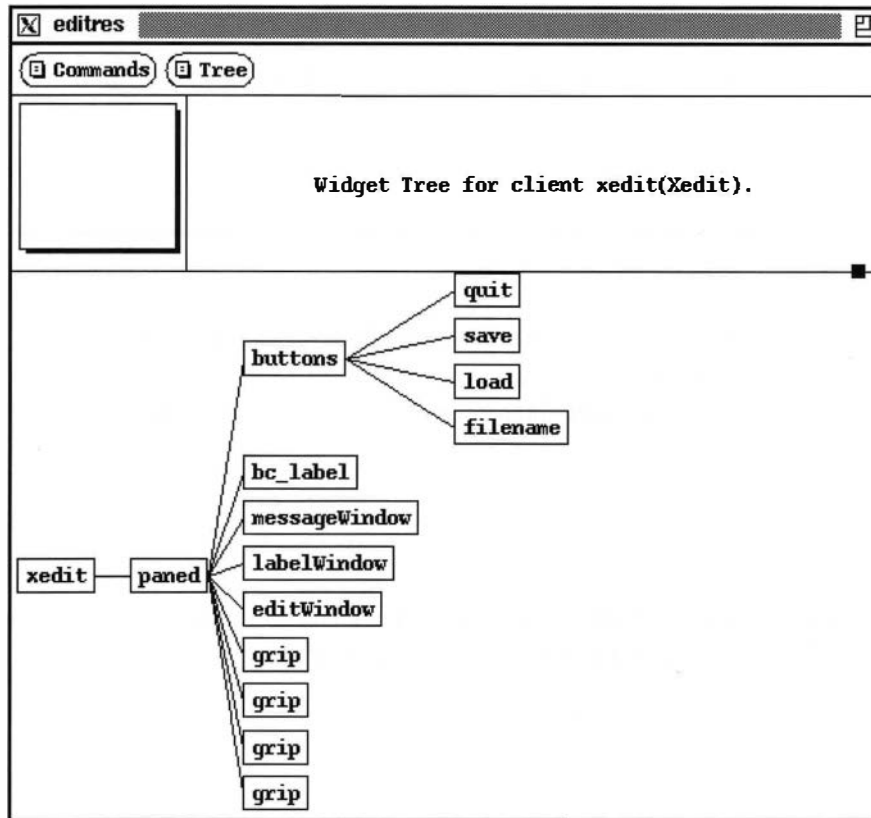 editres
Commands Tree
Widget Tree for client xedit(Xedit).
quit
save
buttons
load
filename
bc_label
messageWindow
labelWindow
xedit paned
editWindow
grip
grip
grip
grip